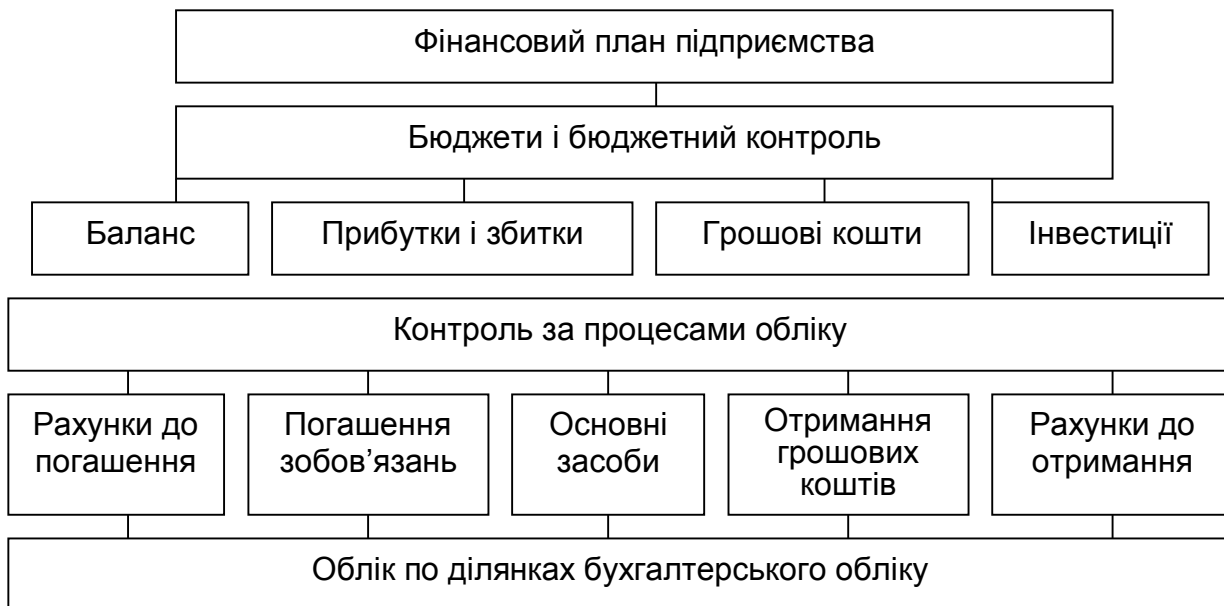 Фінансовий план підприємства
Бюджети і бюджетний контроль
Баланс
Прибутки і збитки
Грошові кошти
Інвестиції
Контроль за процесами обліку
Рахунки до
погашення
Погашення
зобов’язань
Основні
засоби
Отримання
грошових
коштів
Рахунки до
отримання
Облік по ділянках бухгалтерського обліку